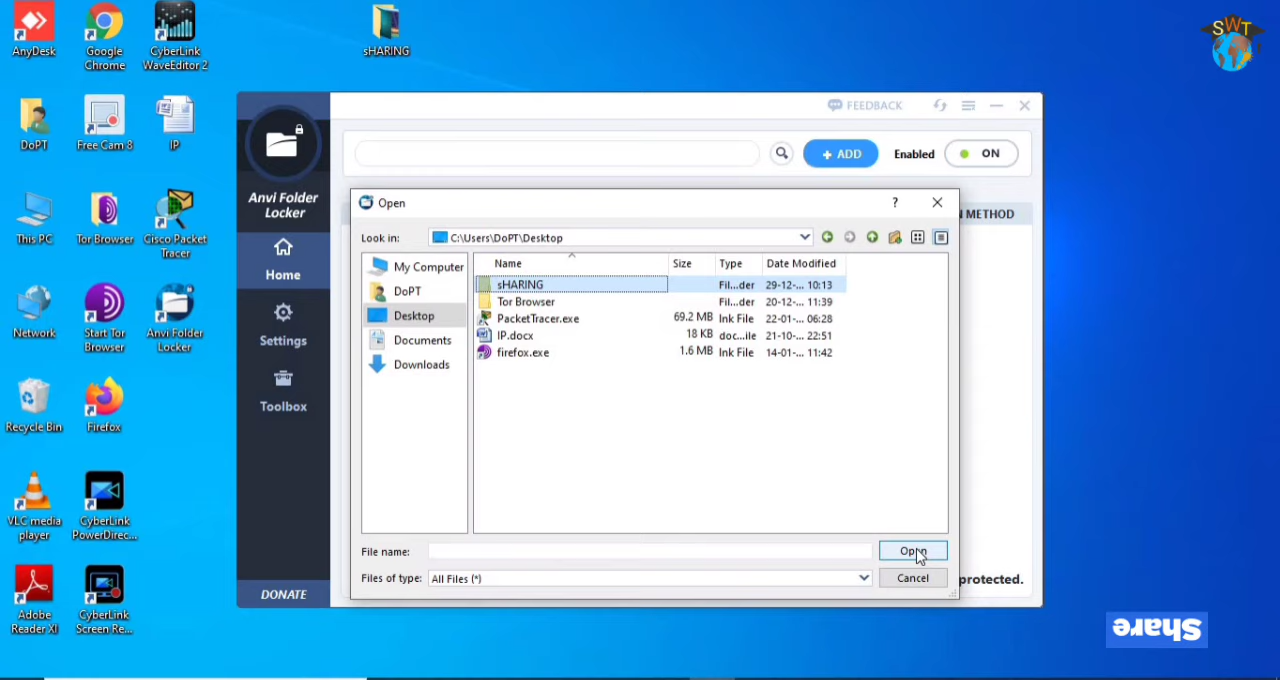 AnyDesk
Google
Chrome
CyberLink
WaveEditor 2
sHARING
SWT
DoPT
Free Cam 8
IP
This PC
Tor Browser
Cisco Packet
Tracer
Network
Start Tor
Browser
Anvi Folder
Locker
Recycle Bin
Firefox
VLC media
player
CyberLink
PowerDirec...
Adobe
Reader XI
CyberLink
Screen Re...
Anvi Folder
Locker
Home
Settings
Toolbox
DONATE
FEEDBACK
+ ADD
Enabled
ON
N METHOD
Open
Look in:
C:\Users\DoPT\Desktop
My Computer
DoPT
Desktop
Documents
Downloads
Name Size Type Date Modified
sHARING Fil...der 29-12-... 10:13
Tor Browser Fil...der 20-12-... 11:39
PacketTracer.exe 69.2 MB lnk File 22-01-... 06:28
IP.docx 18 KB doc...ile 21-10-... 22:51
firefox.exe 1.6 MB lnk File 14-01-... 11:42
File name:
Open
Files of type: All Files (*)
Cancel
protected.
Share